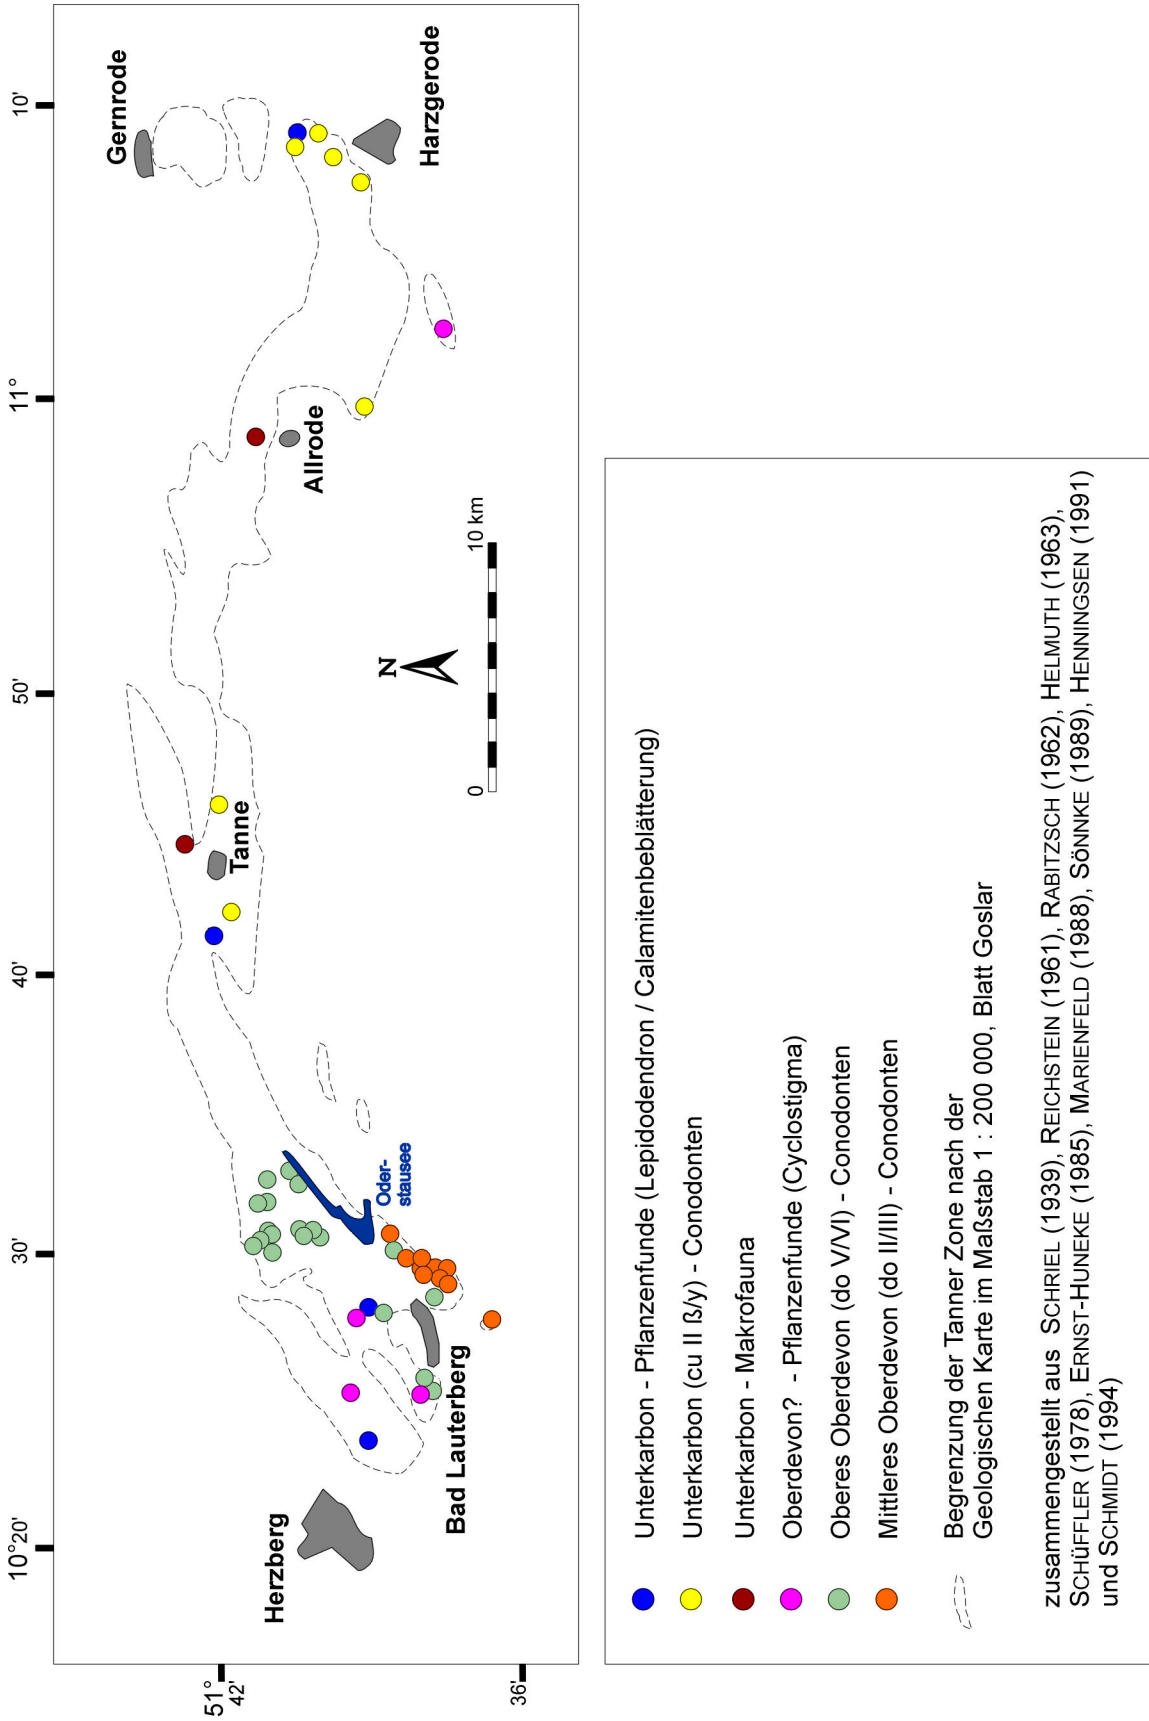 10°20'
30'
40'
50'
11°
10'
51°
42'
36'
Gernrode
Harzgerode
Allrode
Tanne
Oder-
stausee
Herzberg
Bad Lauterberg
N
0
10 km
Unterkarbon - Pflanzenfunde (Lepidodendron / Calamitenbeblätterung)
Unterkarbon (cu II ß/y) - Conodonten
Unterkarbon - Makrofauna
Oberdevon? - Pflanzenfunde (Cyclostigma)
Oberes Oberdevon (do V/VI) - Conodonten
Mittleres Oberdevon (do II/III) - Conodonten
Begrenzung der Tanner Zone nach der
Geologischen Karte im Maßstab 1 : 200 000, Blatt Goslar
zusammengestellt aus SCHRIEL (1939), REICHSTEIN (1961), RABITZSCH (1962), HELMUTH (1963),
SCHÜFFLER (1978), ERNST-HUNEKE (1985), MARIENFELD (1988), SÖNNKE (1989), HENNINGSEN (1991)
und SCHMIDT (1994)